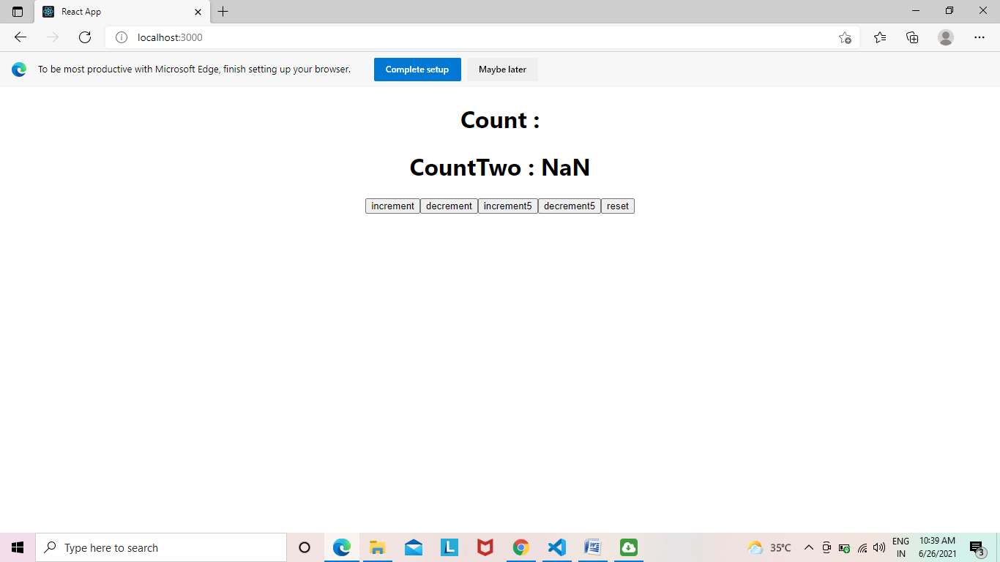 React App
localhost:3000
To be most productive with Microsoft Edge, finish setting up your browser. Complete setup Maybe later
Count :
CountTwo : NaN
increment decrement increment5 decrement5 reset
Type here to search
L
W
35°C
ENG
IN
10:39 AM
6/26/2021
3